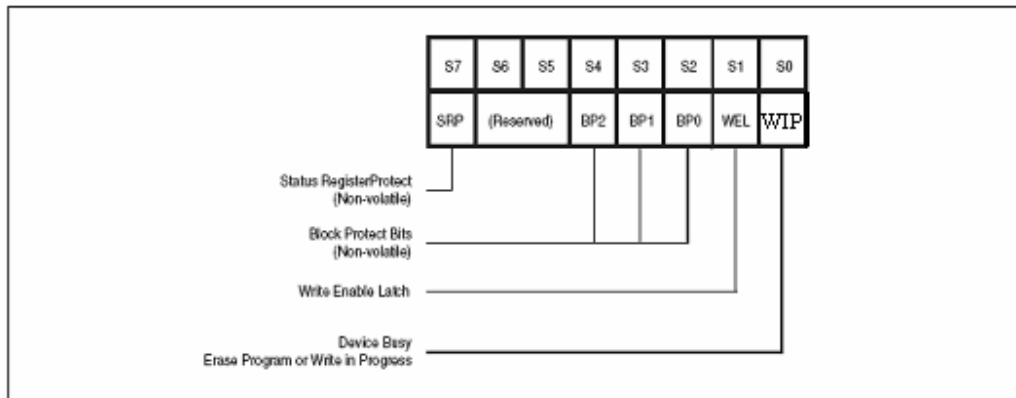 S7 S6 S5 S4 S3 S2 S1 S0
SRP (Reserved) BP2 BP1 BP0 WEL WIP
Status RegisterProtect
(Non-volatile)
Block Protect Bits
(Non-volatile)
Write Enable Latch
Device Busy
Erase Program or Write in Progress